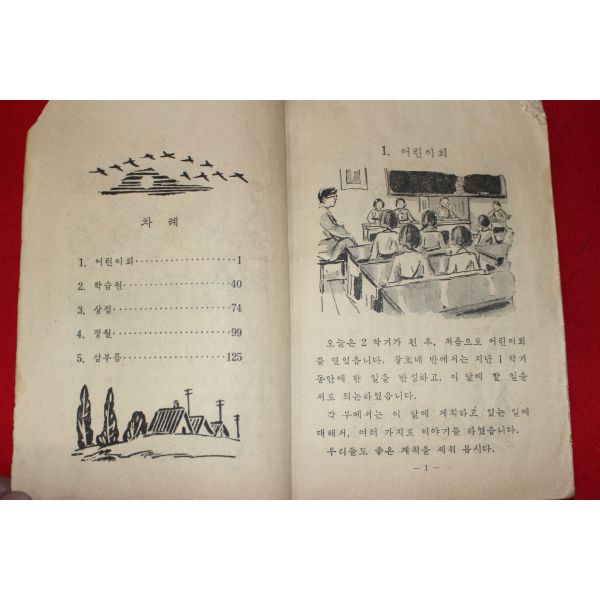 차 례
1. 어린이회 ·················· 1
2. 학습원 ·················· 40
3. 상점 ·················· 74
4. 정월 ·················· 99
5. 심부름 ·················· 125
1. 어린이회
오늘은 2 학기가 된 후, 처음으로 어린이회
를 열었읍니다. 창호네 반에서는 지난 1 학기
동안에 한 일을 반성하고, 이 달에 할 일을
서로 의논하였읍니다.
각 부에서는 이 달에 계획하고 있는 일에
대해서, 여러 가지로 이야기를 하였읍니다.
우리들도 좋은 계획을 세워 봅시다.
— 1 —